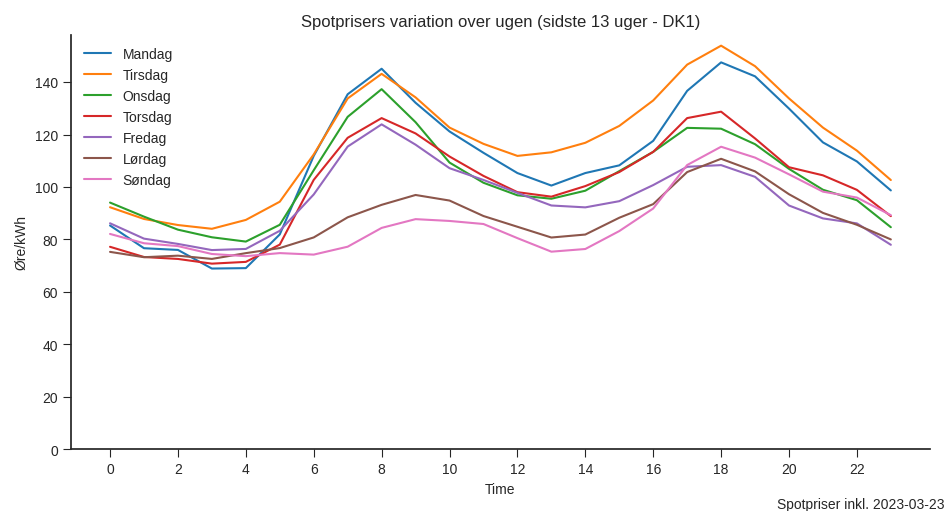 Spotprisers variation over ugen (sidste 13 uger - DK1)
Mandag
Tirsdag
Onsdag
Torsdag
Fredag
Lørdag
Søndag
Øre/kWh
140
120
100
80
60
40
20
0
0 2 4 6 8 10 12 14 16 18 20 22
Time
Spotpriser inkl. 2023-03-23